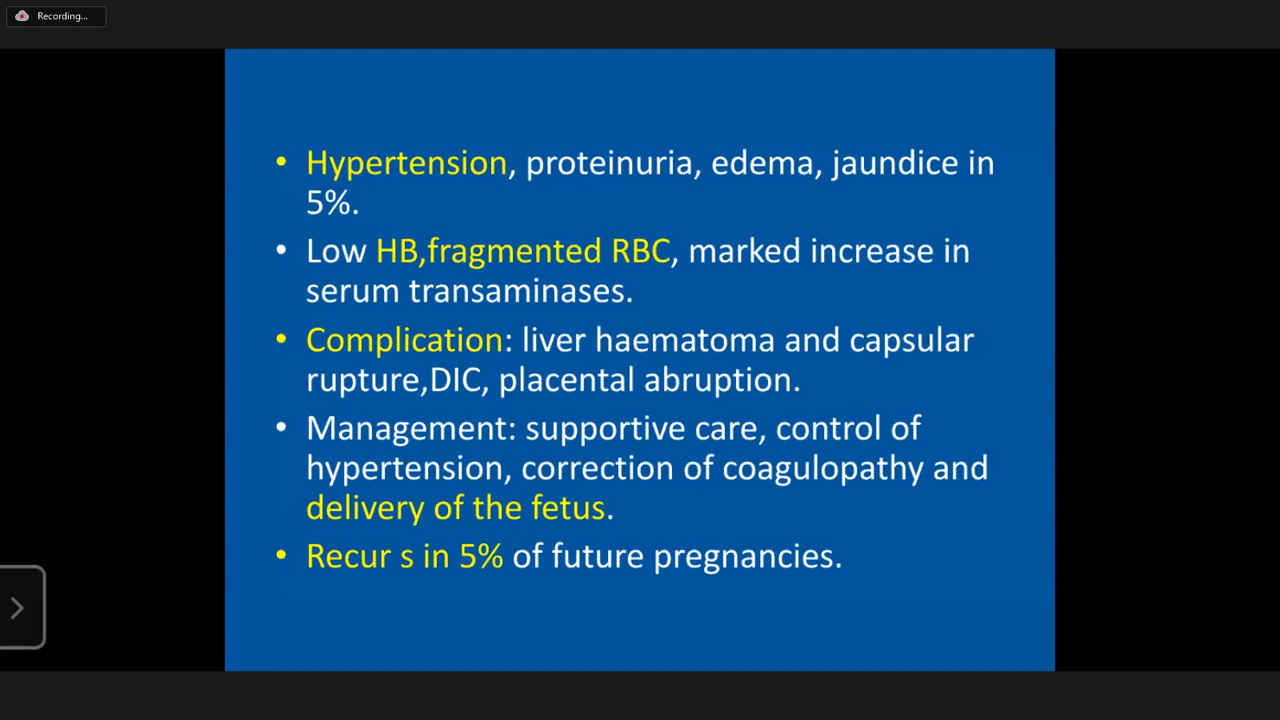 Recording...
• Hypertension, proteinuria, edema, jaundice in
5%.
• Low HB,fragmented RBC, marked increase in
serum transaminases.
• Complication: liver haematoma and capsular
rupture,DIC, placental abruption.
• Management: supportive care, control of
hypertension, correction of coagulopathy and
delivery of the fetus.
• Recur s in 5% of future pregnancies.